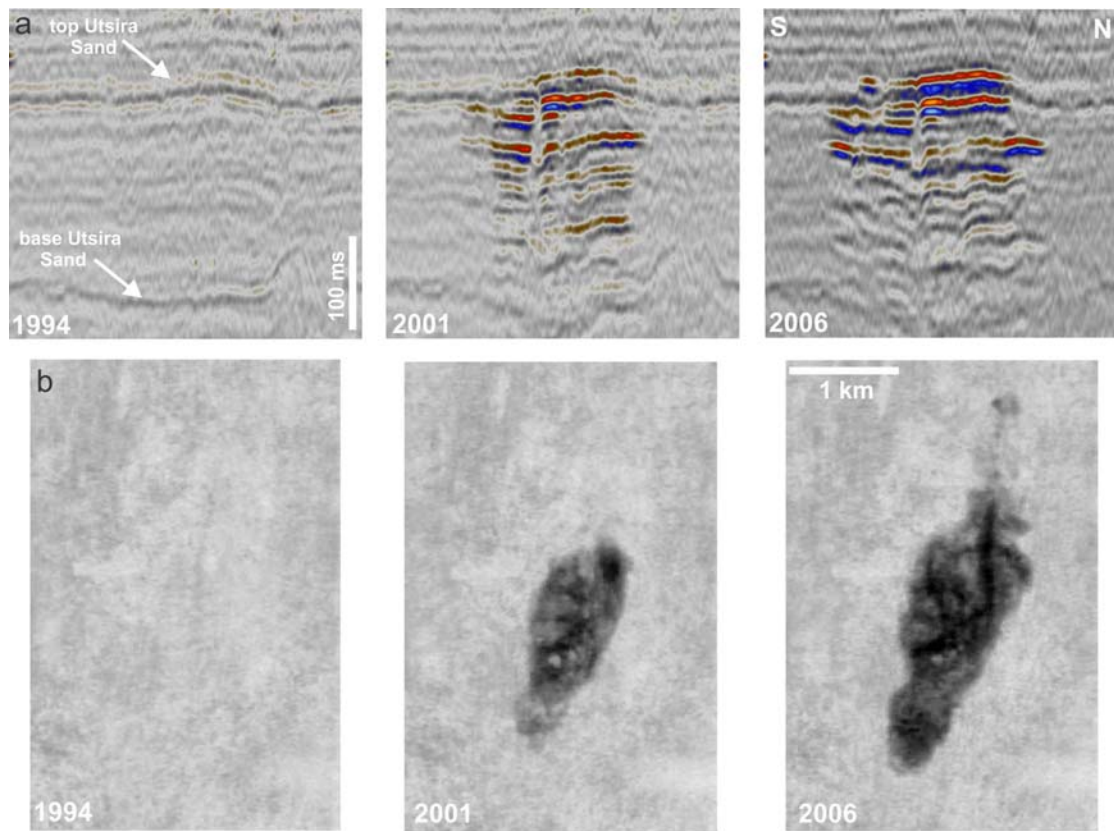 a
top Utsira
Sand
base Utsira
Sand
100 ms
1994
2001
S
N
2006
b
1994
2001
1 km
2006